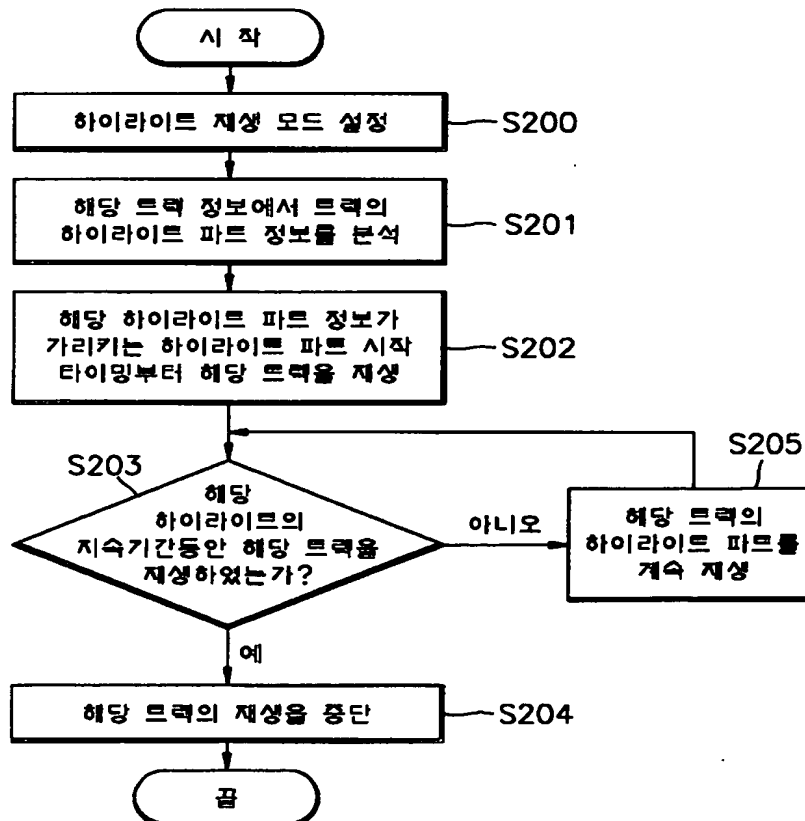 시 작
하이라이트 재생 모드 설정
S200
해당 트랙 정보에서 트랙의
하이라이트 파트 정보를 분석
S201
해당 하이라이트 파트 정보가
가리키는 하이라이트 파트 시작
타이밍부터 해당 트랙을 재생
S202
S203
해당
하이라이트의
지속기간동안 해당 트랙을
재생하였는가?
아니오
S205
해당 트랙의
하이라이트 파트를
계속 재생
예
해당 트랙의 재생을 중단
S204
끝